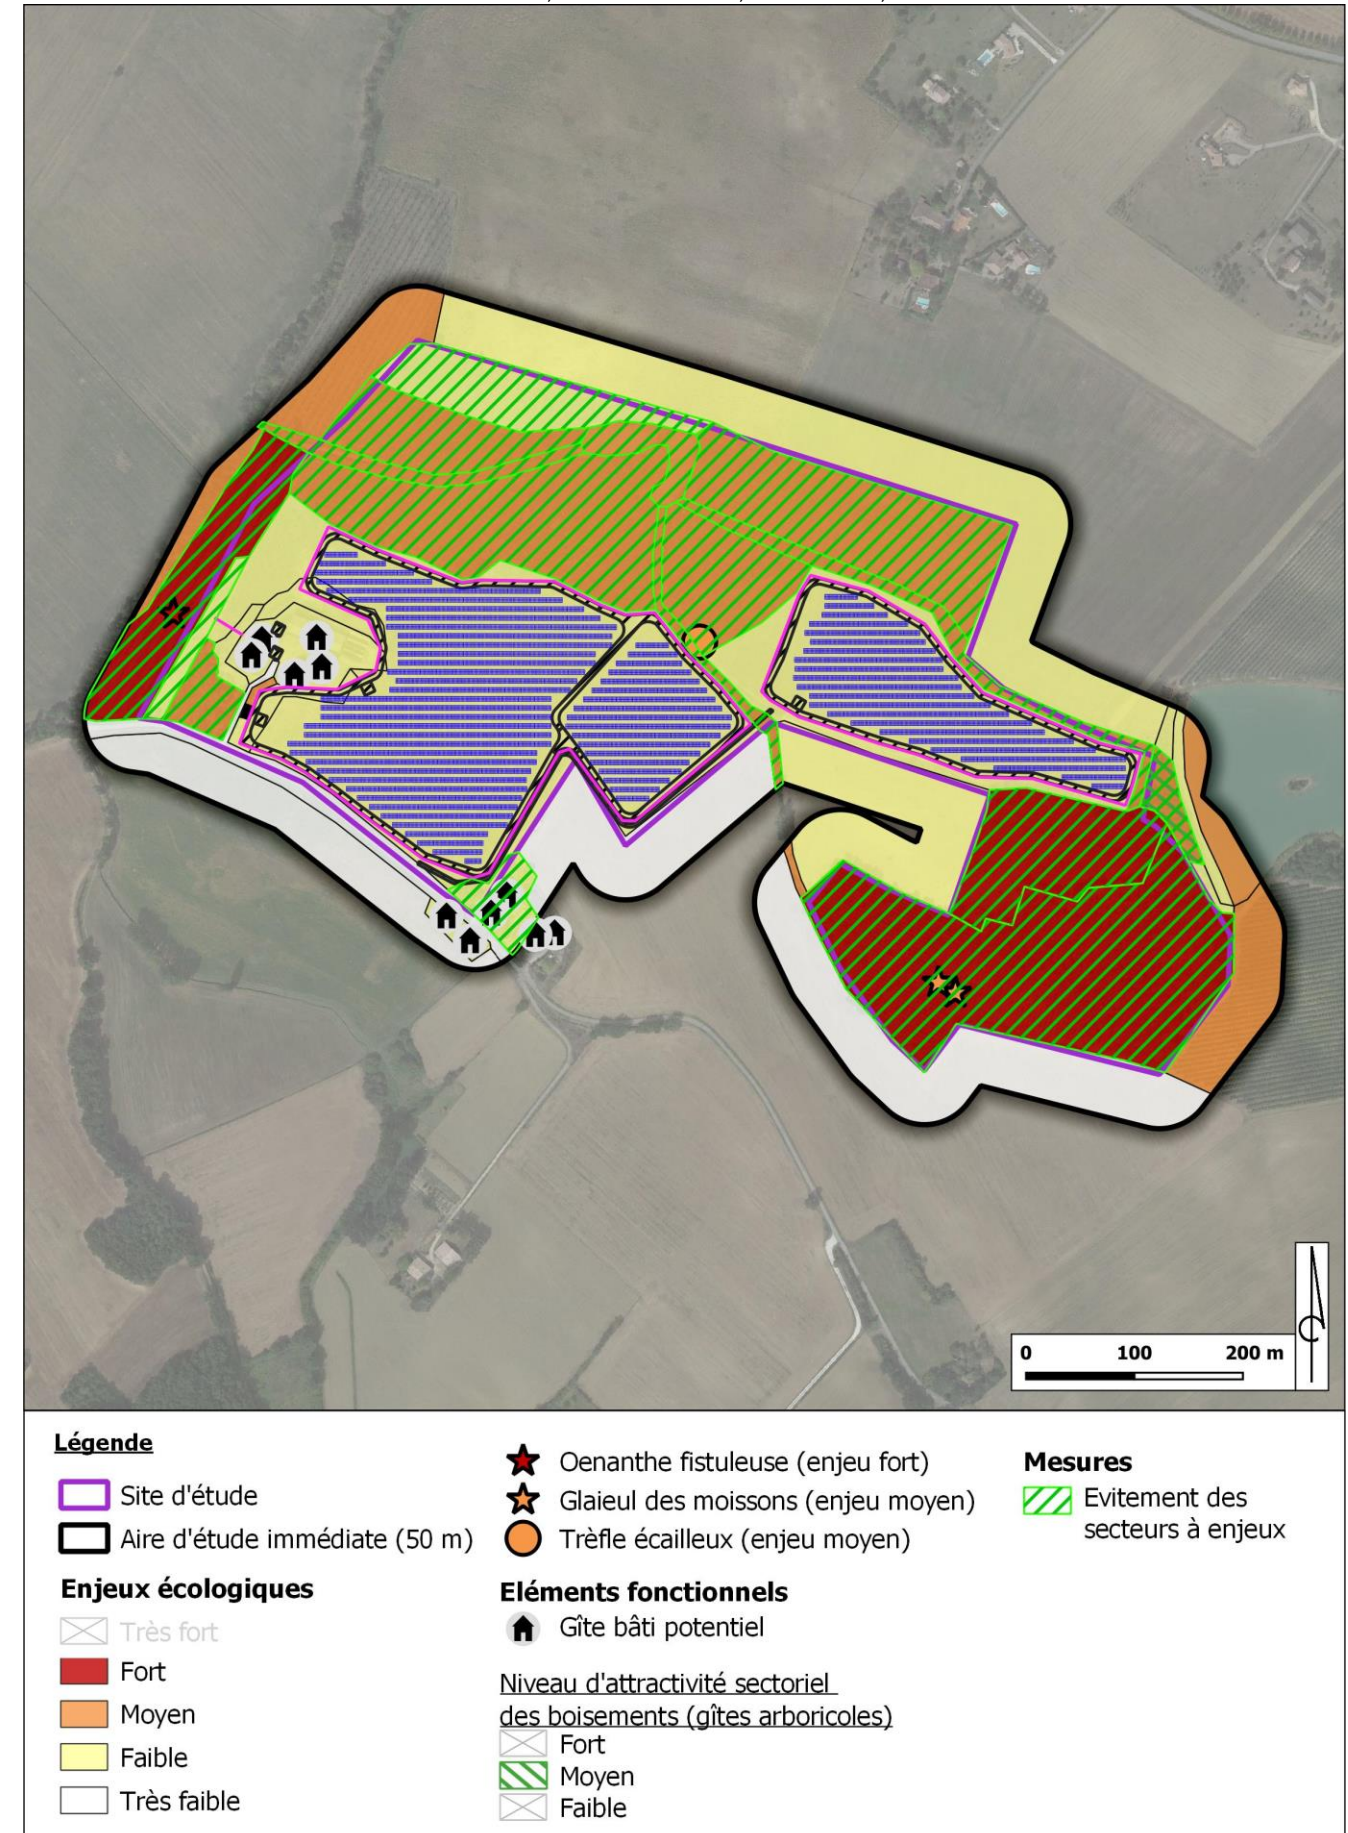 0 100 200 m
Légende
Site d'étude
Aire d'étude immédiate (50 m)
Enjeux écologiques
Très fort
Fort
Moyen
Faible
Très faible
Oenanthe fistuleuse (enjeu fort)
Glaieul des moissons (enjeu moyen)
Trèfle écailleux (enjeu moyen)
Eléments fonctionnels
Gîte bâti potentiel
Niveau d'attractivité sectoriel
des boisements (gîtes arboricoles)
Fort
Moyen
Faible
Mesures
Evitement des
secteurs à enjeux